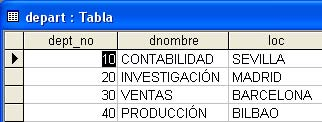 depart : Tabla
dept_no dnombre loc
10 CONTABILIDAD SEVILLA
20 INVESTIGACIÓN MADRID
30 VENTAS BARCELONA
40 PRODUCCIÓN BILBAO